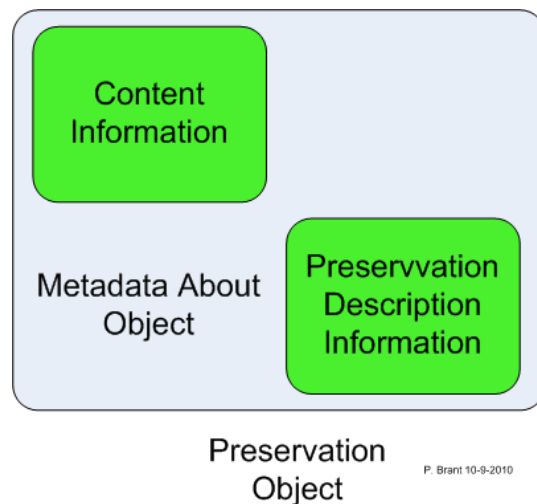 Content
Information
Metadata About
Object
Preservvation
Description
Information
Preservation
Object
P. Brant 10-9-2010